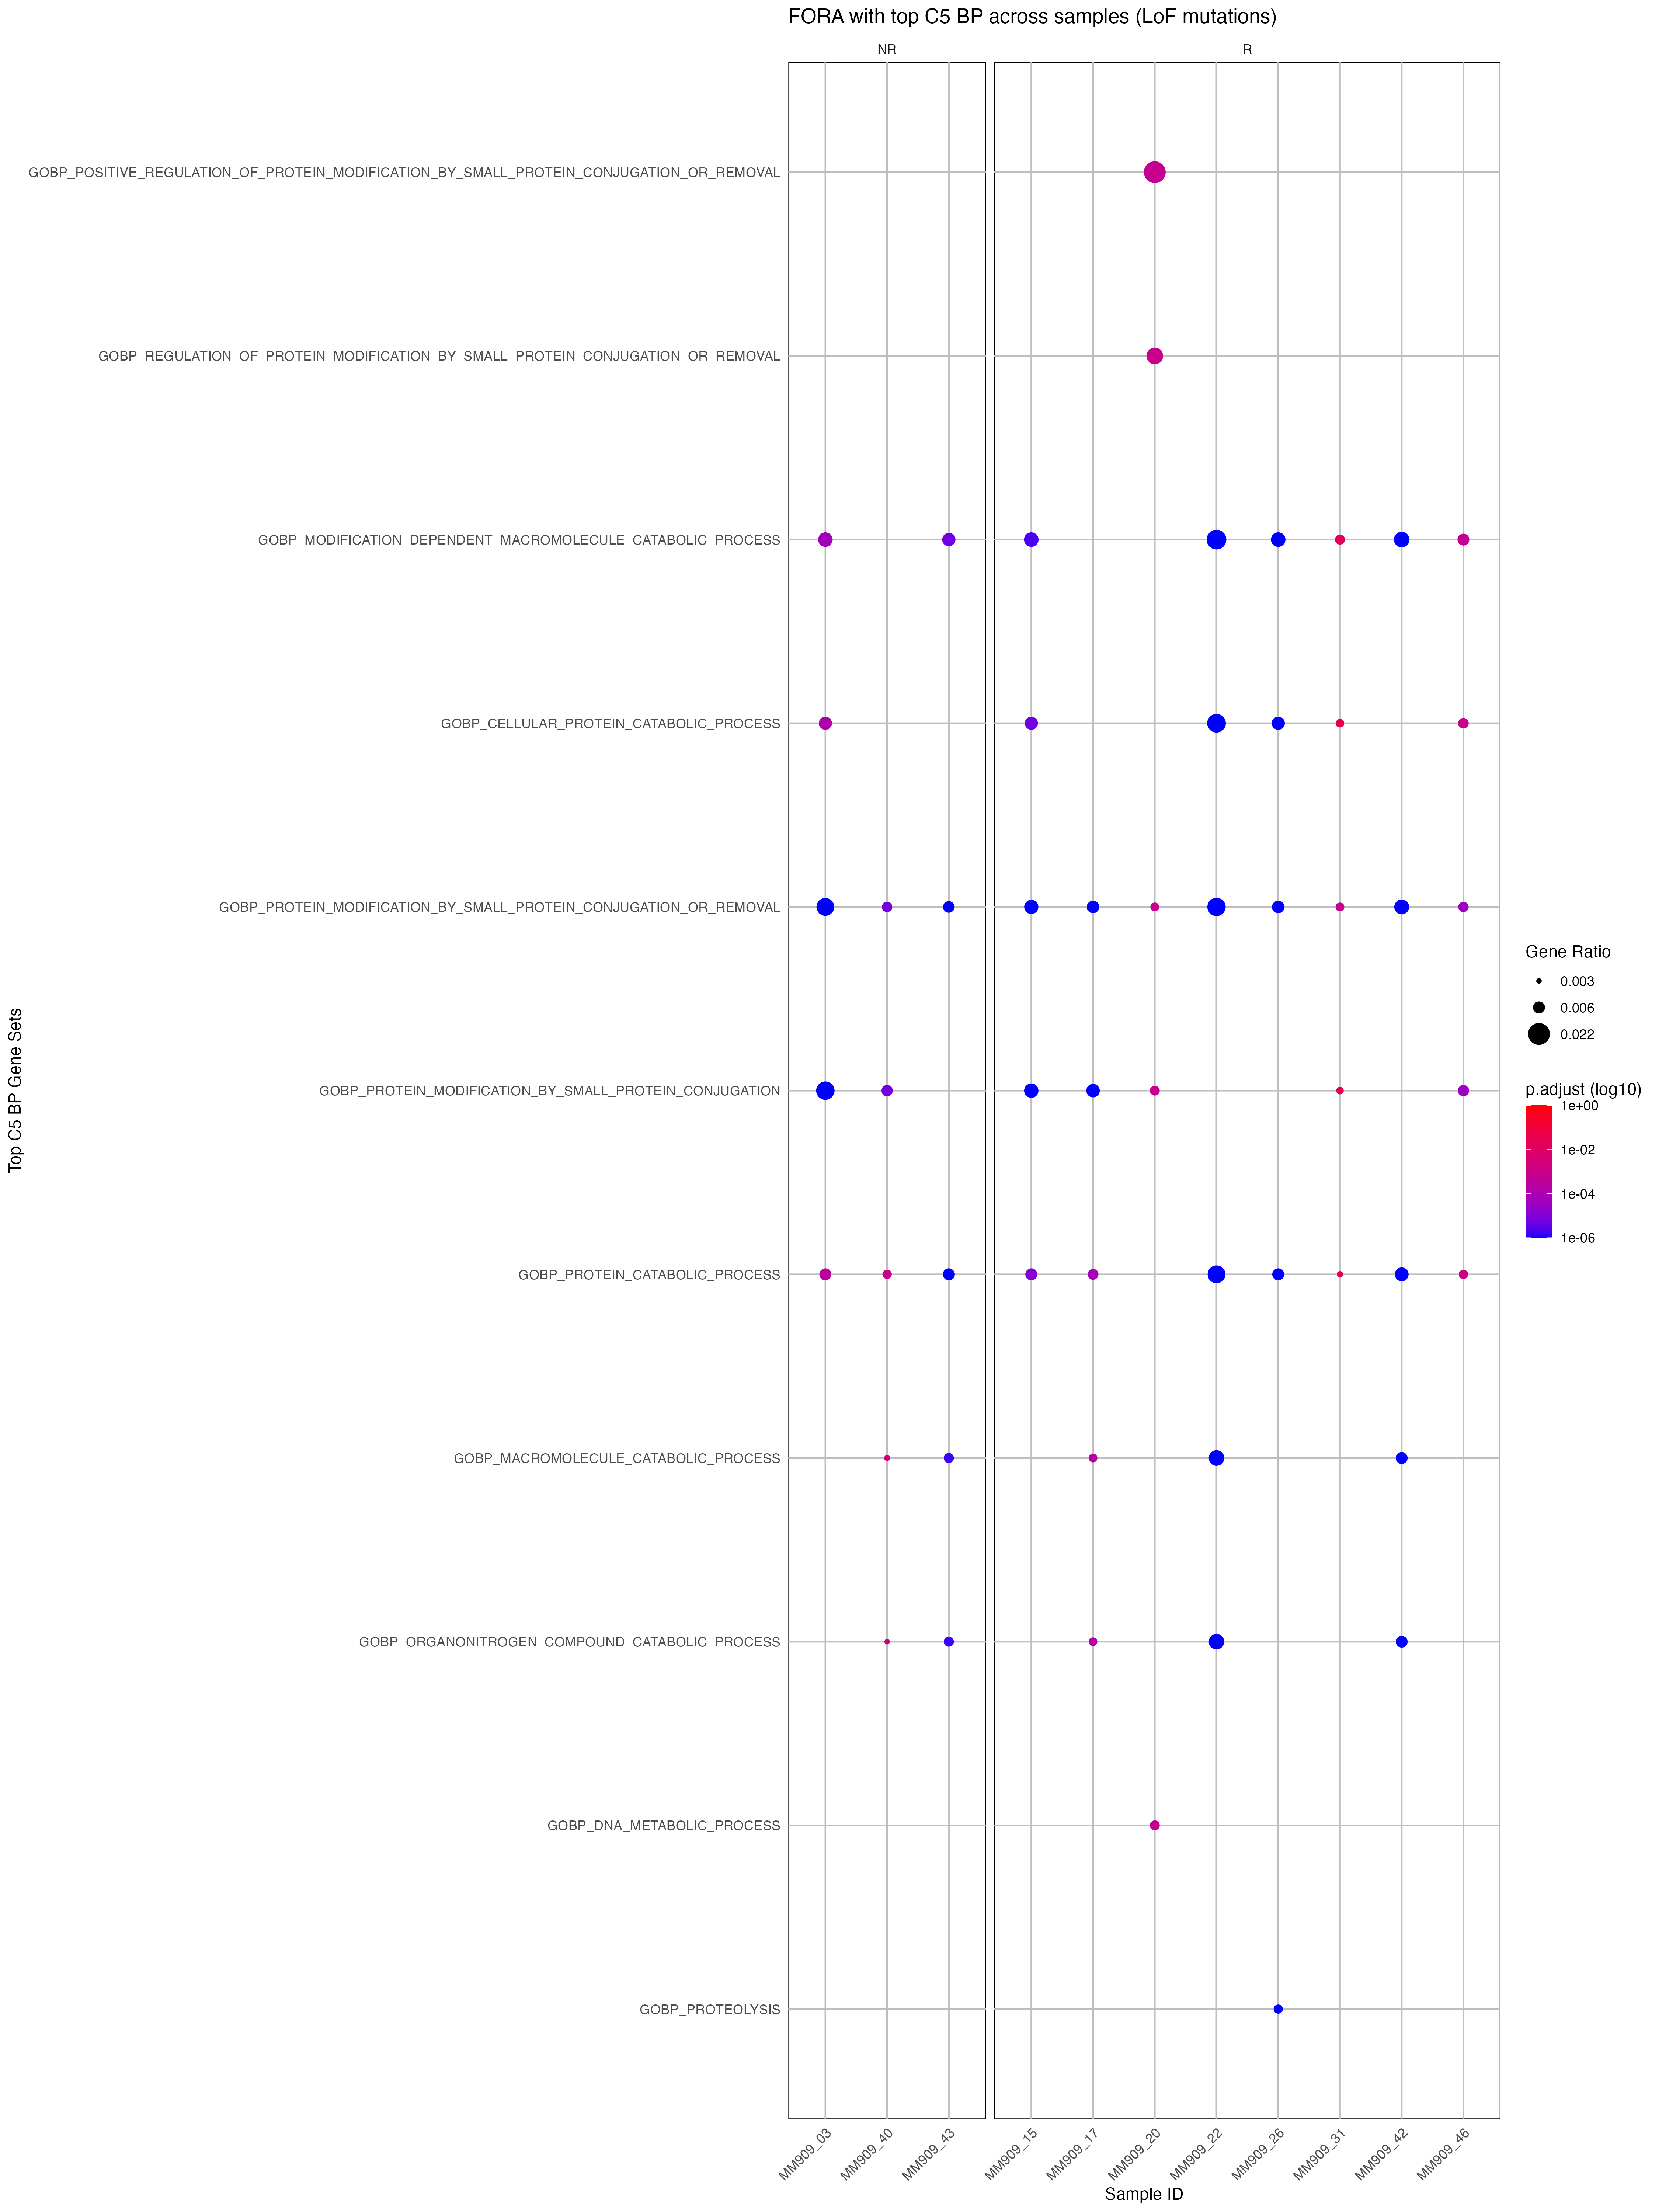 FORA with top C5 BP across samples (LoF mutations)
NR
R
GOBP_POSITIVE_REGULATION_OF_PROTEIN_MODIFICATION_BY_SMALL_PROTEIN_CONJUGATION_OR_REMOVAL
GOBP_REGULATION_OF_PROTEIN_MODIFICATION_BY_SMALL_PROTEIN_CONJUGATION_OR_REMOVAL
GOBP_MODIFICATION_DEPENDENT_MACROMOLECULE_CATABOLIC_PROCESS
GOBP_CELLULAR_PROTEIN_CATABOLIC_PROCESS
GOBP_PROTEIN_MODIFICATION_BY_SMALL_PROTEIN_CONJUGATION_OR_REMOVAL
GOBP_PROTEIN_MODIFICATION_BY_SMALL_PROTEIN_CONJUGATION
GOBP_PROTEIN_CATABOLIC_PROCESS
GOBP_MACROMOLECULE_CATABOLIC_PROCESS
GOBP_ORGANONITROGEN_COMPOUND_CATABOLIC_PROCESS
GOBP_DNA_METABOLIC_PROCESS
GOBP_PROTEOLYSIS
Top C5 BP Gene Sets
MM909_03
MM909_40
MM909_43
MM909_15
MM909_17
MM909_20
MM909_22
MM909_26
MM909_31
MM909_42
MM909_46
Sample ID
Gene Ratio
0.003
0.006
0.022
p.adjust (log10)
1e+00
1e-02
1e-04
1e-06